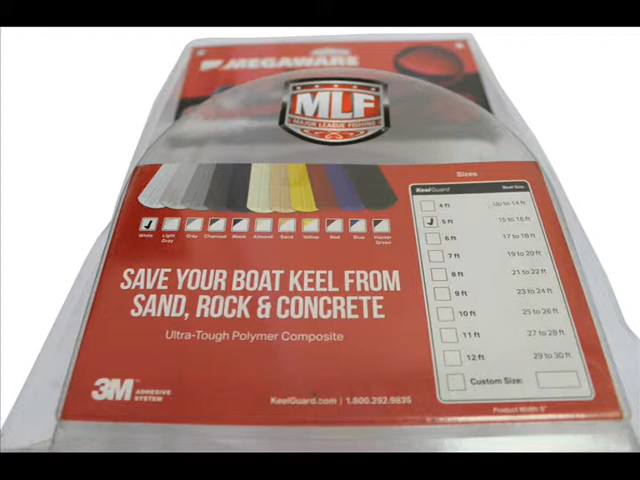 MEGAWARE
MLF
MAJOR LEAGUE FISHING
Sizes
KeelGuard Boat Size
4 ft Up to 14 ft
5 ft 15 to 16 ft
6 ft 17 to 18 ft
7 ft 19 to 20 ft
8 ft 21 to 22 ft
9 ft 23 to 24 ft
10 ft 25 to 26 ft
11 ft 27 to 28 ft
12 ft 29 to 30 ft
Custom Size:
Product Width: 5"
White Light Gray Gray Charcoal Black Almond Sand Yellow Red Blue Hunter Green
SAVE YOUR BOAT KEEL FROM
SAND, ROCK & CONCRETE
Ultra-Tough Polymer Composite
3M ADHESIVE
SYSTEM
KeelGuard.com | 1.800.292.9835